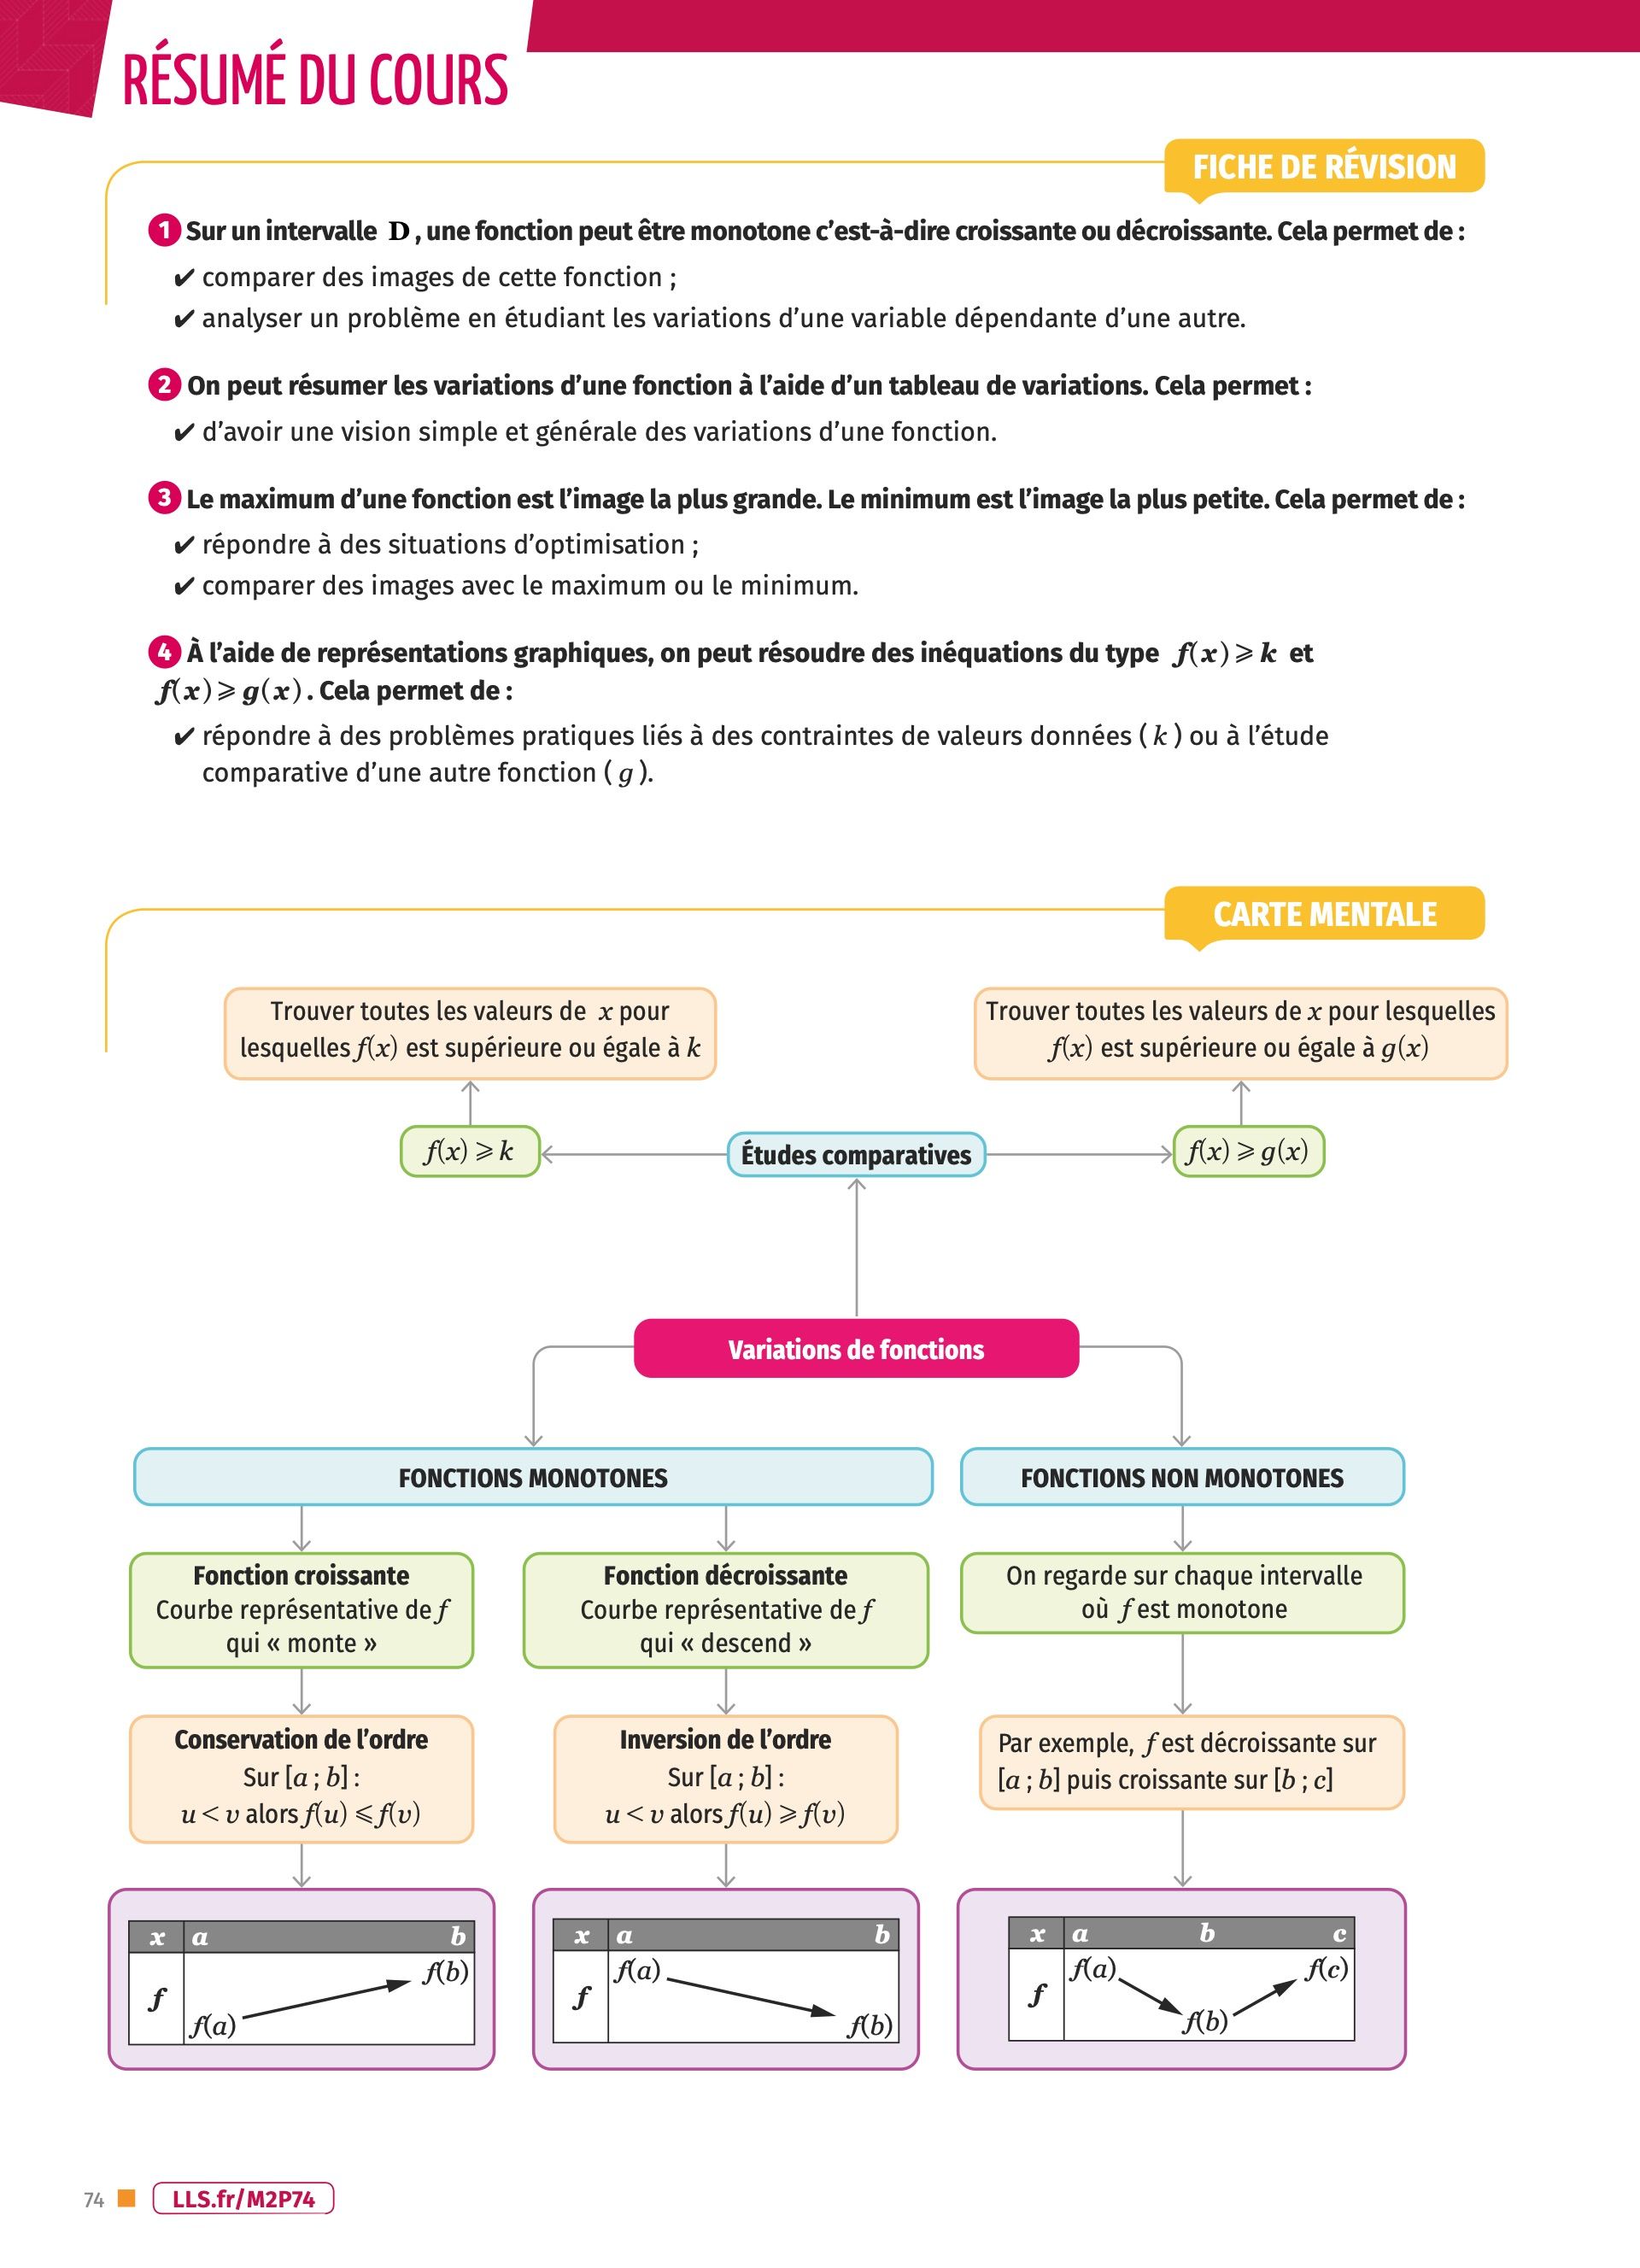 RÉSUMÉ DU COURS
FICHE DE RÉVISION
1 Sur un intervalle D, une fonction peut être monotone c’est-à-dire croissante ou décroissante. Cela permet de :
✔ comparer des images de cette fonction ;
✔ analyser un problème en étudiant les variations d’une variable dépendante d’une autre.
2 On peut résumer les variations d’une fonction à l’aide d’un tableau de variations. Cela permet :
✔ d’avoir une vision simple et générale des variations d’une fonction.
3 Le maximum d’une fonction est l’image la plus grande. Le minimum est l’image la plus petite. Cela permet de :
✔ répondre à des situations d’optimisation ;
✔ comparer des images avec le maximum ou le minimum.
4 À l’aide de représentations graphiques, on peut résoudre des inéquations du type f(x) ⩾ k et
f(x) ⩾ g(x). Cela permet de :
✔ répondre à des problèmes pratiques liés à des contraintes de valeurs données (k) ou à l’étude
comparative d’une autre fonction (g).
CARTE MENTALE
Trouver toutes les valeurs de x pour
lesquelles f(x) est supérieure ou égale à k
Trouver toutes les valeurs de x pour lesquelles
f(x) est supérieure ou égale à g(x)
f(x) ⩾ k
Études comparatives
f(x) ⩾ g(x)
Variations de fonctions
FONCTIONS MONOTONES
FONCTIONS NON MONOTONES
Fonction croissante
Courbe représentative de f
qui « monte »
Fonction décroissante
Courbe représentative de f
qui « descend »
On regarde sur chaque intervalle
où f est monotone
Conservation de l’ordre
Sur [a ; b] :
u < v alors f(u) ⩽ f(v)
Inversion de l’ordre
Sur [a ; b] :
u < v alors f(u) ⩾ f(v)
Par exemple, f est décroissante sur
[a ; b] puis croissante sur [b ; c]
x a b
f(b)
f
f(a)
x a b
f(a)
f
f(b)
x a b c
f(a) f(c)
f
f(b)
74
LLS.fr/M2P74